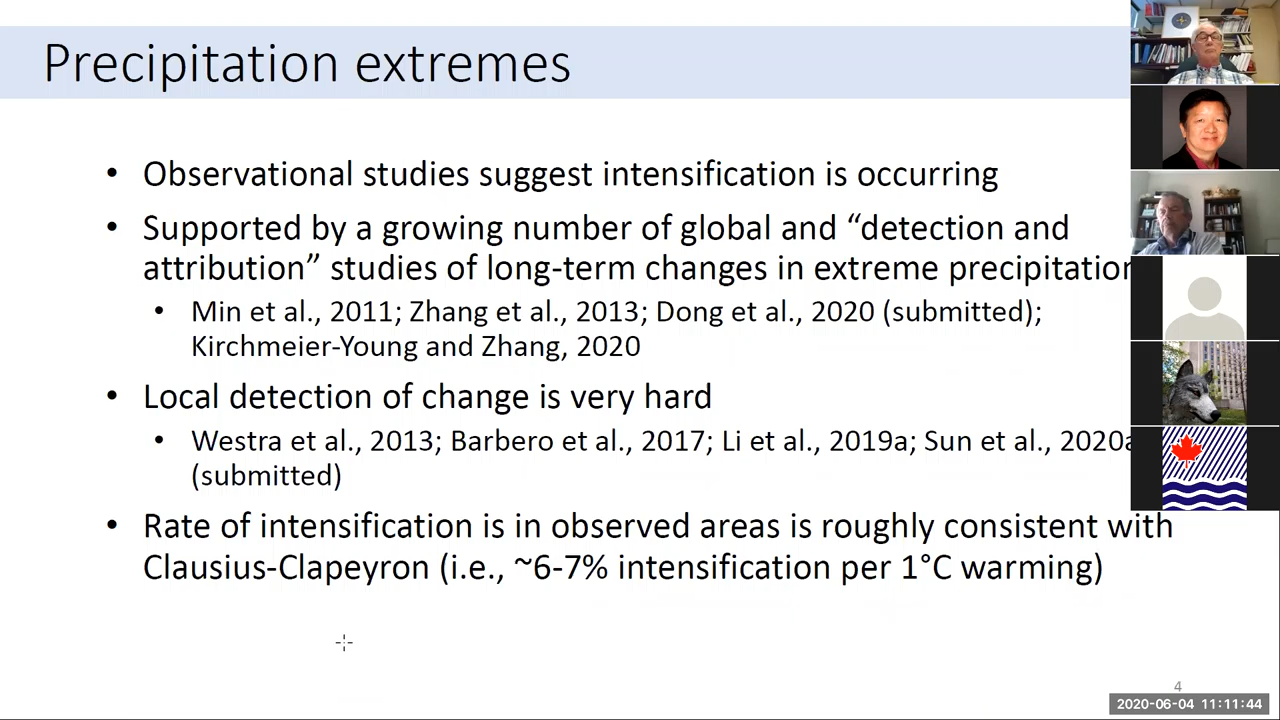 Precipitation extremes
• Observational studies suggest intensification is occurring
• Supported by a growing number of global and “detection and
attribution” studies of long-term changes in extreme precipitation
• Min et al., 2011; Zhang et al., 2013; Dong et al., 2020 (submitted);
Kirchmeier-Young and Zhang, 2020
• Local detection of change is very hard
• Westra et al., 2013; Barbero et al., 2017; Li et al., 2019a; Sun et al., 2020a
(submitted)
• Rate of intensification is in observed areas is roughly consistent with
Clausius-Clapeyron (i.e., ~6-7% intensification per 1°C warming)
4
2020-06-04 11:11:44